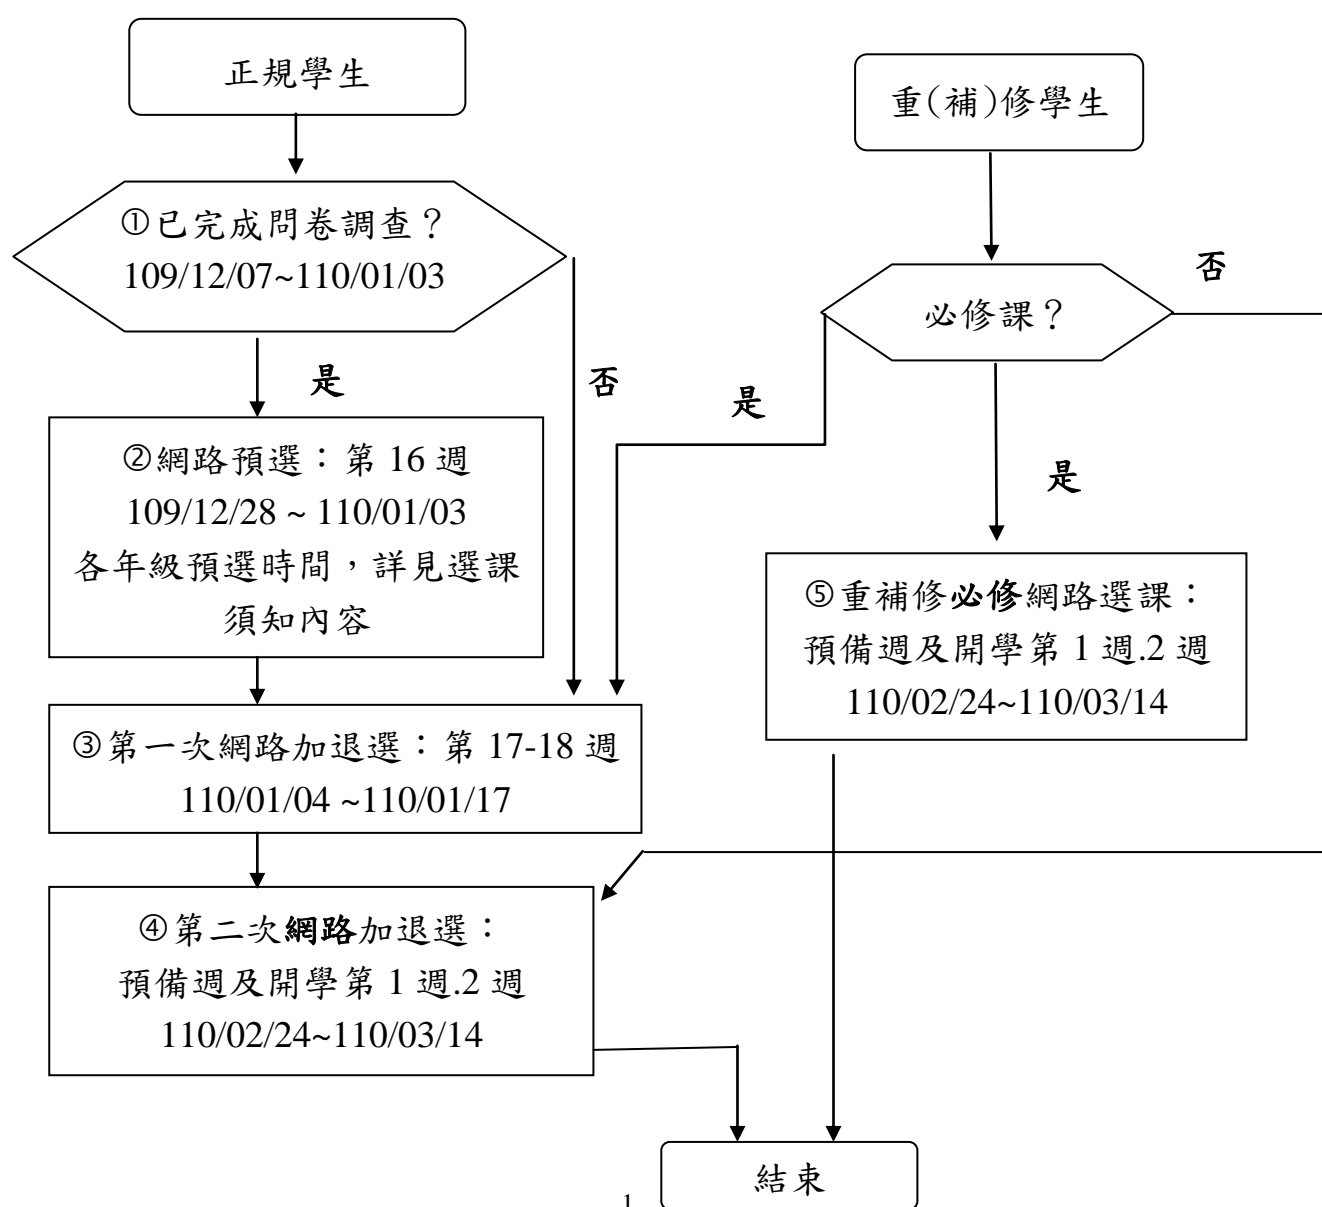 正規學生
重(補)修學生
①已完成問卷調查？
109/12/07~110/01/03
否
必修課？
是
否
是
②網路預選：第 16 週
109/12/28 ~ 110/01/03
各年級預選時間，詳見選課
須知內容
是
⑤重補修必修網路選課：
預備週及開學第 1 週.2 週
110/02/24~110/03/14
③第一次網路加退選：第 17-18 週
110/01/04 ~110/01/17
④第二次網路加退選：
預備週及開學第 1 週.2 週
110/02/24~110/03/14
結束
1